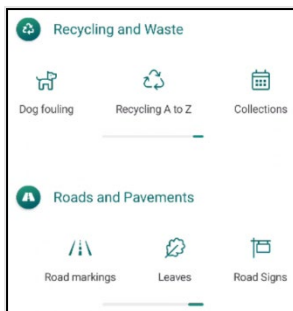 Recycling and Waste
Dog fouling Recycling A to Z Collections
Roads and Pavements
Road markings Leaves Road Signs